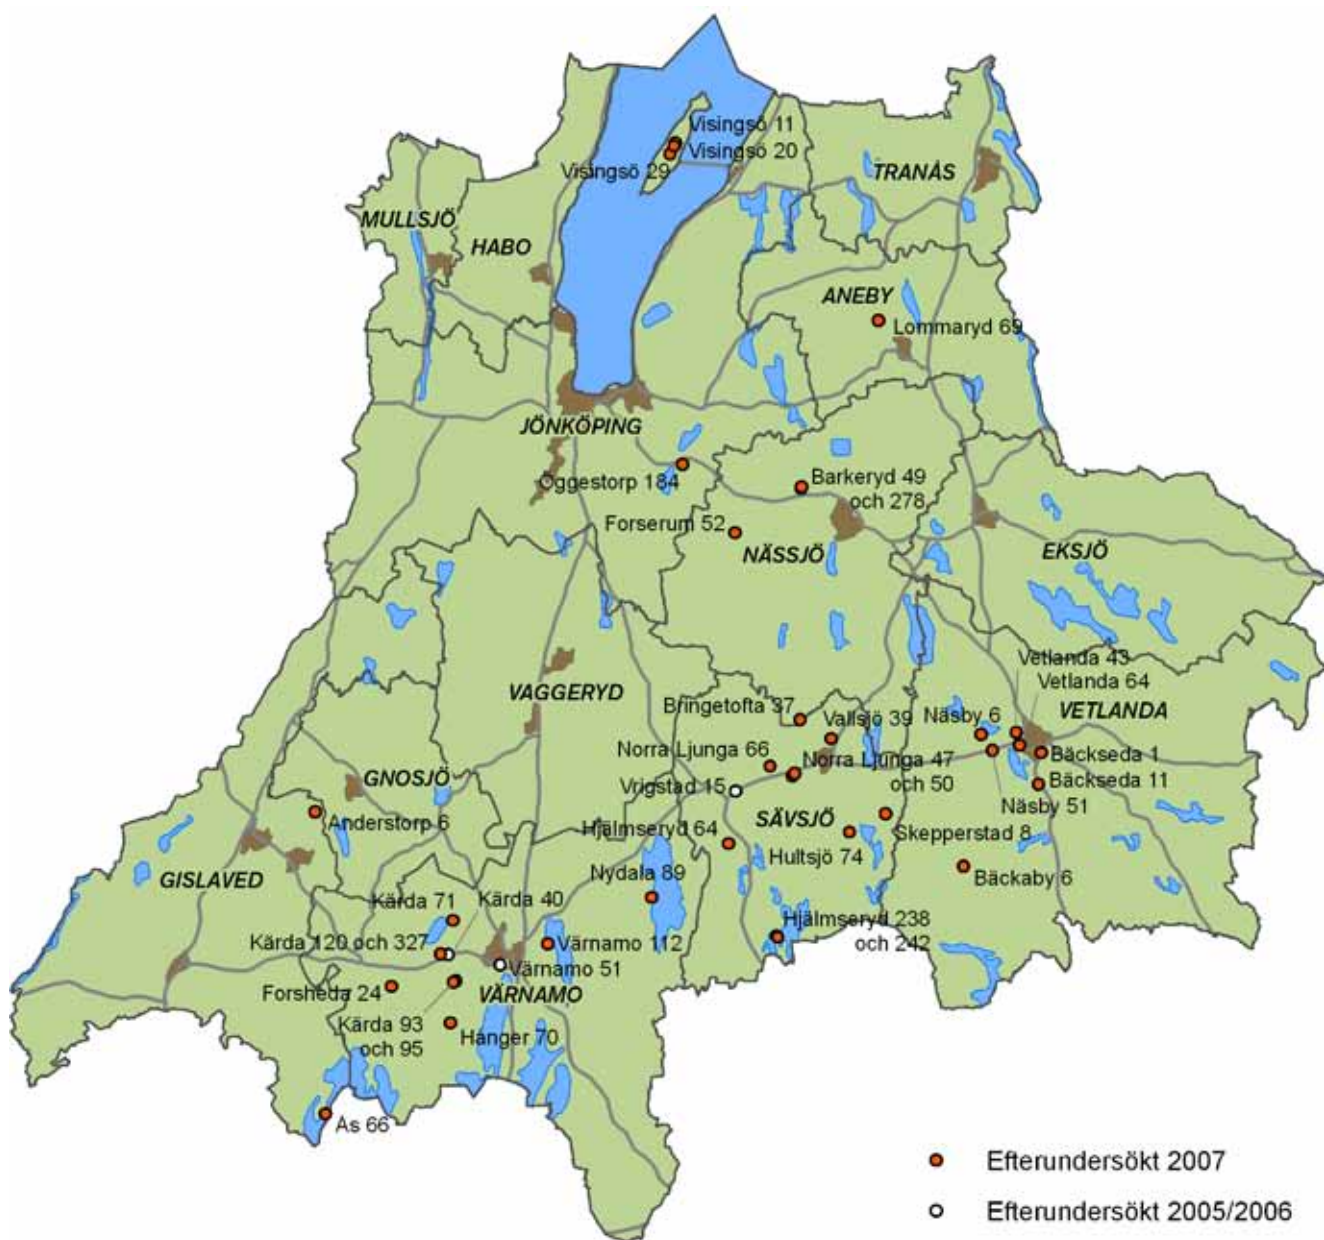 Visingsö 11
Visingsö 20
Visingsö 29
TRANÅS
MULLSJÖ
HABO
ANEBY
Lommaryd 69
JÖNKÖPING
Öggestorp 184
Barkeryd 49
och 278
Forserum 52
NÄSSJÖ
EKSJÖ
Vetlanda 43
Vetlanda 64
VAGGERYD
Bringetofta 37
Vallsjö 39
Näsby 6
VETLANDA
Norra Ljunga 66
Norra Ljunga 47
och 50
Bäckseda 1
Bäckseda 11
Vrigstad 15
Näsby 51
GNOSJÖ
Anderstorp 6
SÄVSJÖ
Skepperstad 8
Hjälmseryd 64
Hultsjö 74
GISLAVED
Nydala 89
Bäckaby 6
Kärda 71
Kärda 40
Hjälmseryd 238
och 242
Kärda 120 och 327
Värnamo 112
Värnamo 51
Forsheda 24
VÄRNAMO
Kärda 93
och 95
Hånger 70
Ås 66
Efterundersökt 2007
Efterundersökt 2005/2006